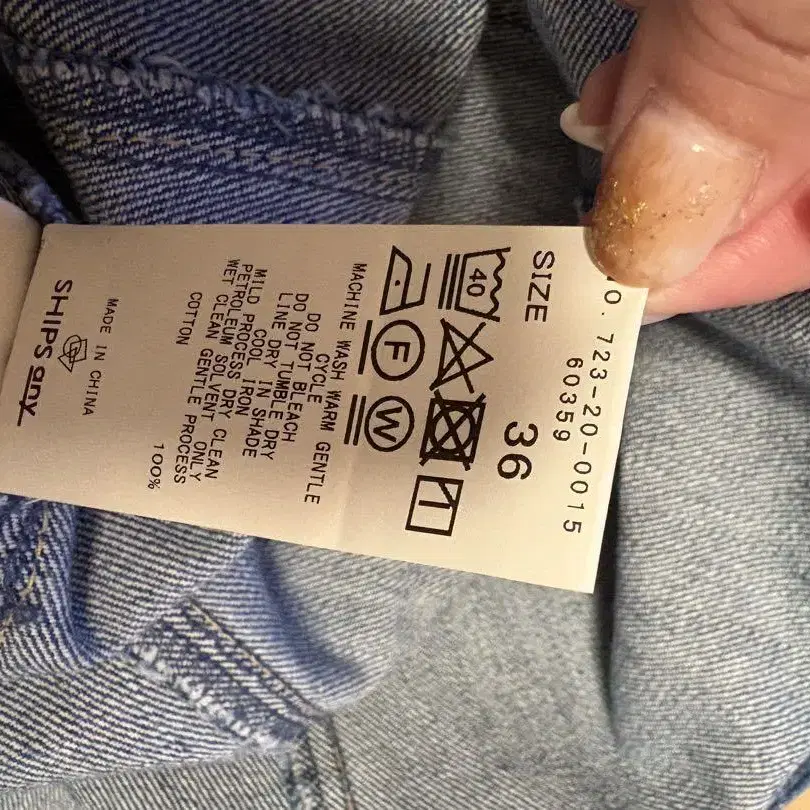 O. 723-20-0015
60359
SIZE 36
40
F W
MACHINE WASH WARM GENTLE
CYCLE
DO NOT BLEACH
DO NOT TUMBLE DRY
LINE DRY IN SHADE
COOL IRON
MILD PROCESS DRY CLEAN
PETROLEUM SOLVENT ONLY
WET CLEAN GENTLE PROCESS
COTTON 100%
MADE IN CHINA
SHIPS any